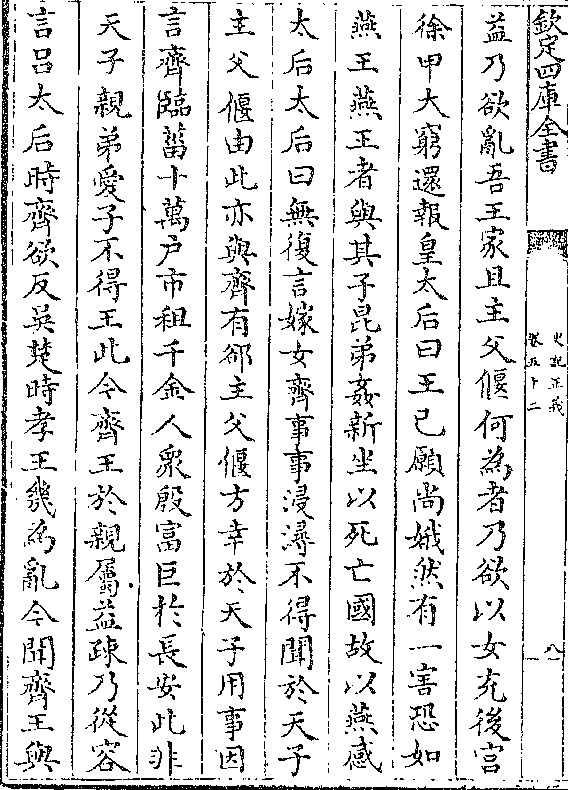 欽定四庫全書
史記正義
卷五十二
八
益乃欲亂吾王家且主父偃何為者乃欲以女充後宮
徐甲大窮還報皇太后曰王已願尚娥然有一害恐如
燕王燕王者與其子昆弟姦新坐以死亡國故以燕感
太后太后曰無復言嫁女齊事事浸潯不得聞於天子
主父偃由此亦與齊有郤主父偃方幸於天子用事因
言齊臨菑十萬户市租千金人衆殷富巨於長安此非
天子親弟愛子不得王此今齊王於親屬益疎乃從容
言吕太后時齊欲反吳楚時孝王幾為亂今聞齊王與